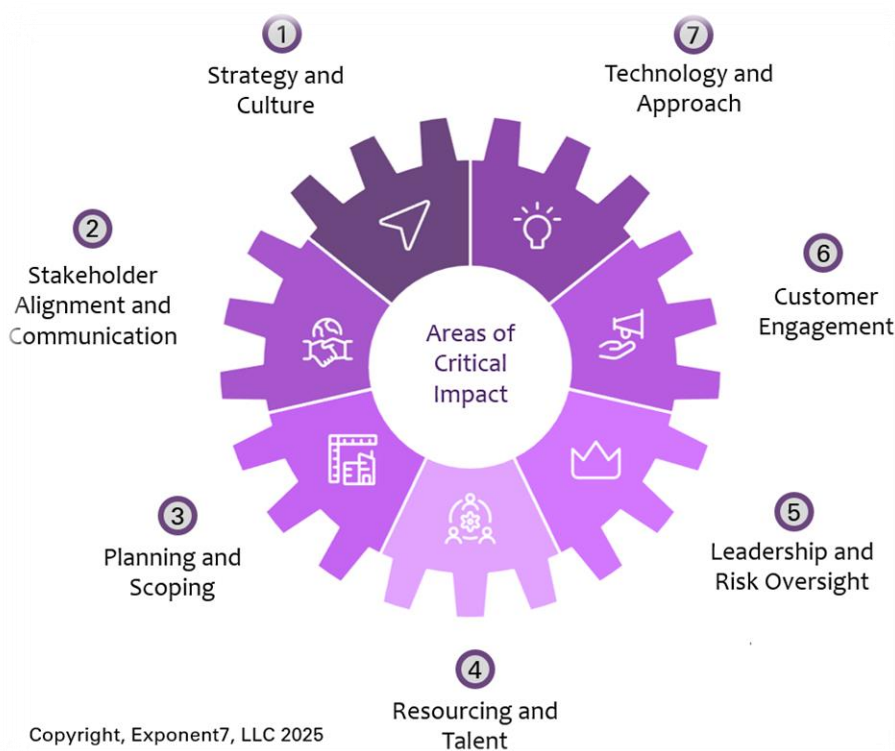 1
Strategy and
Culture
7
Technology and
Approach
2
Stakeholder
Alignment and
Communication
6
Customer
Engagement
Areas of
Critical
Impact
3
Planning and
Scoping
5
Leadership and
Risk Oversight
4
Resourcing and
Talent
Copyright, Exponent7, LLC 2025